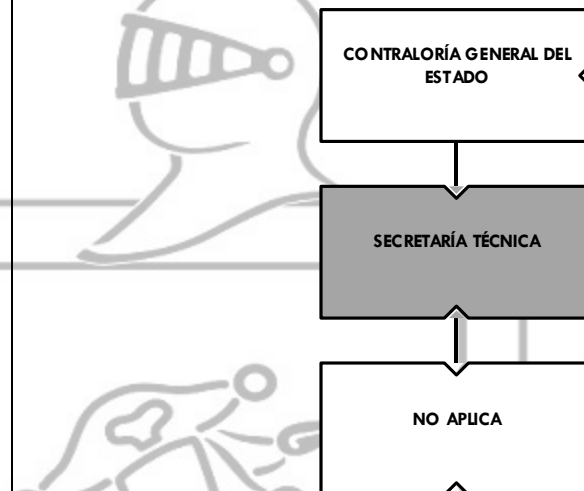 CONTRALORÍA GENERAL DEL
ESTADO
SECRETARÍA TÉCNICA
NO APLICA